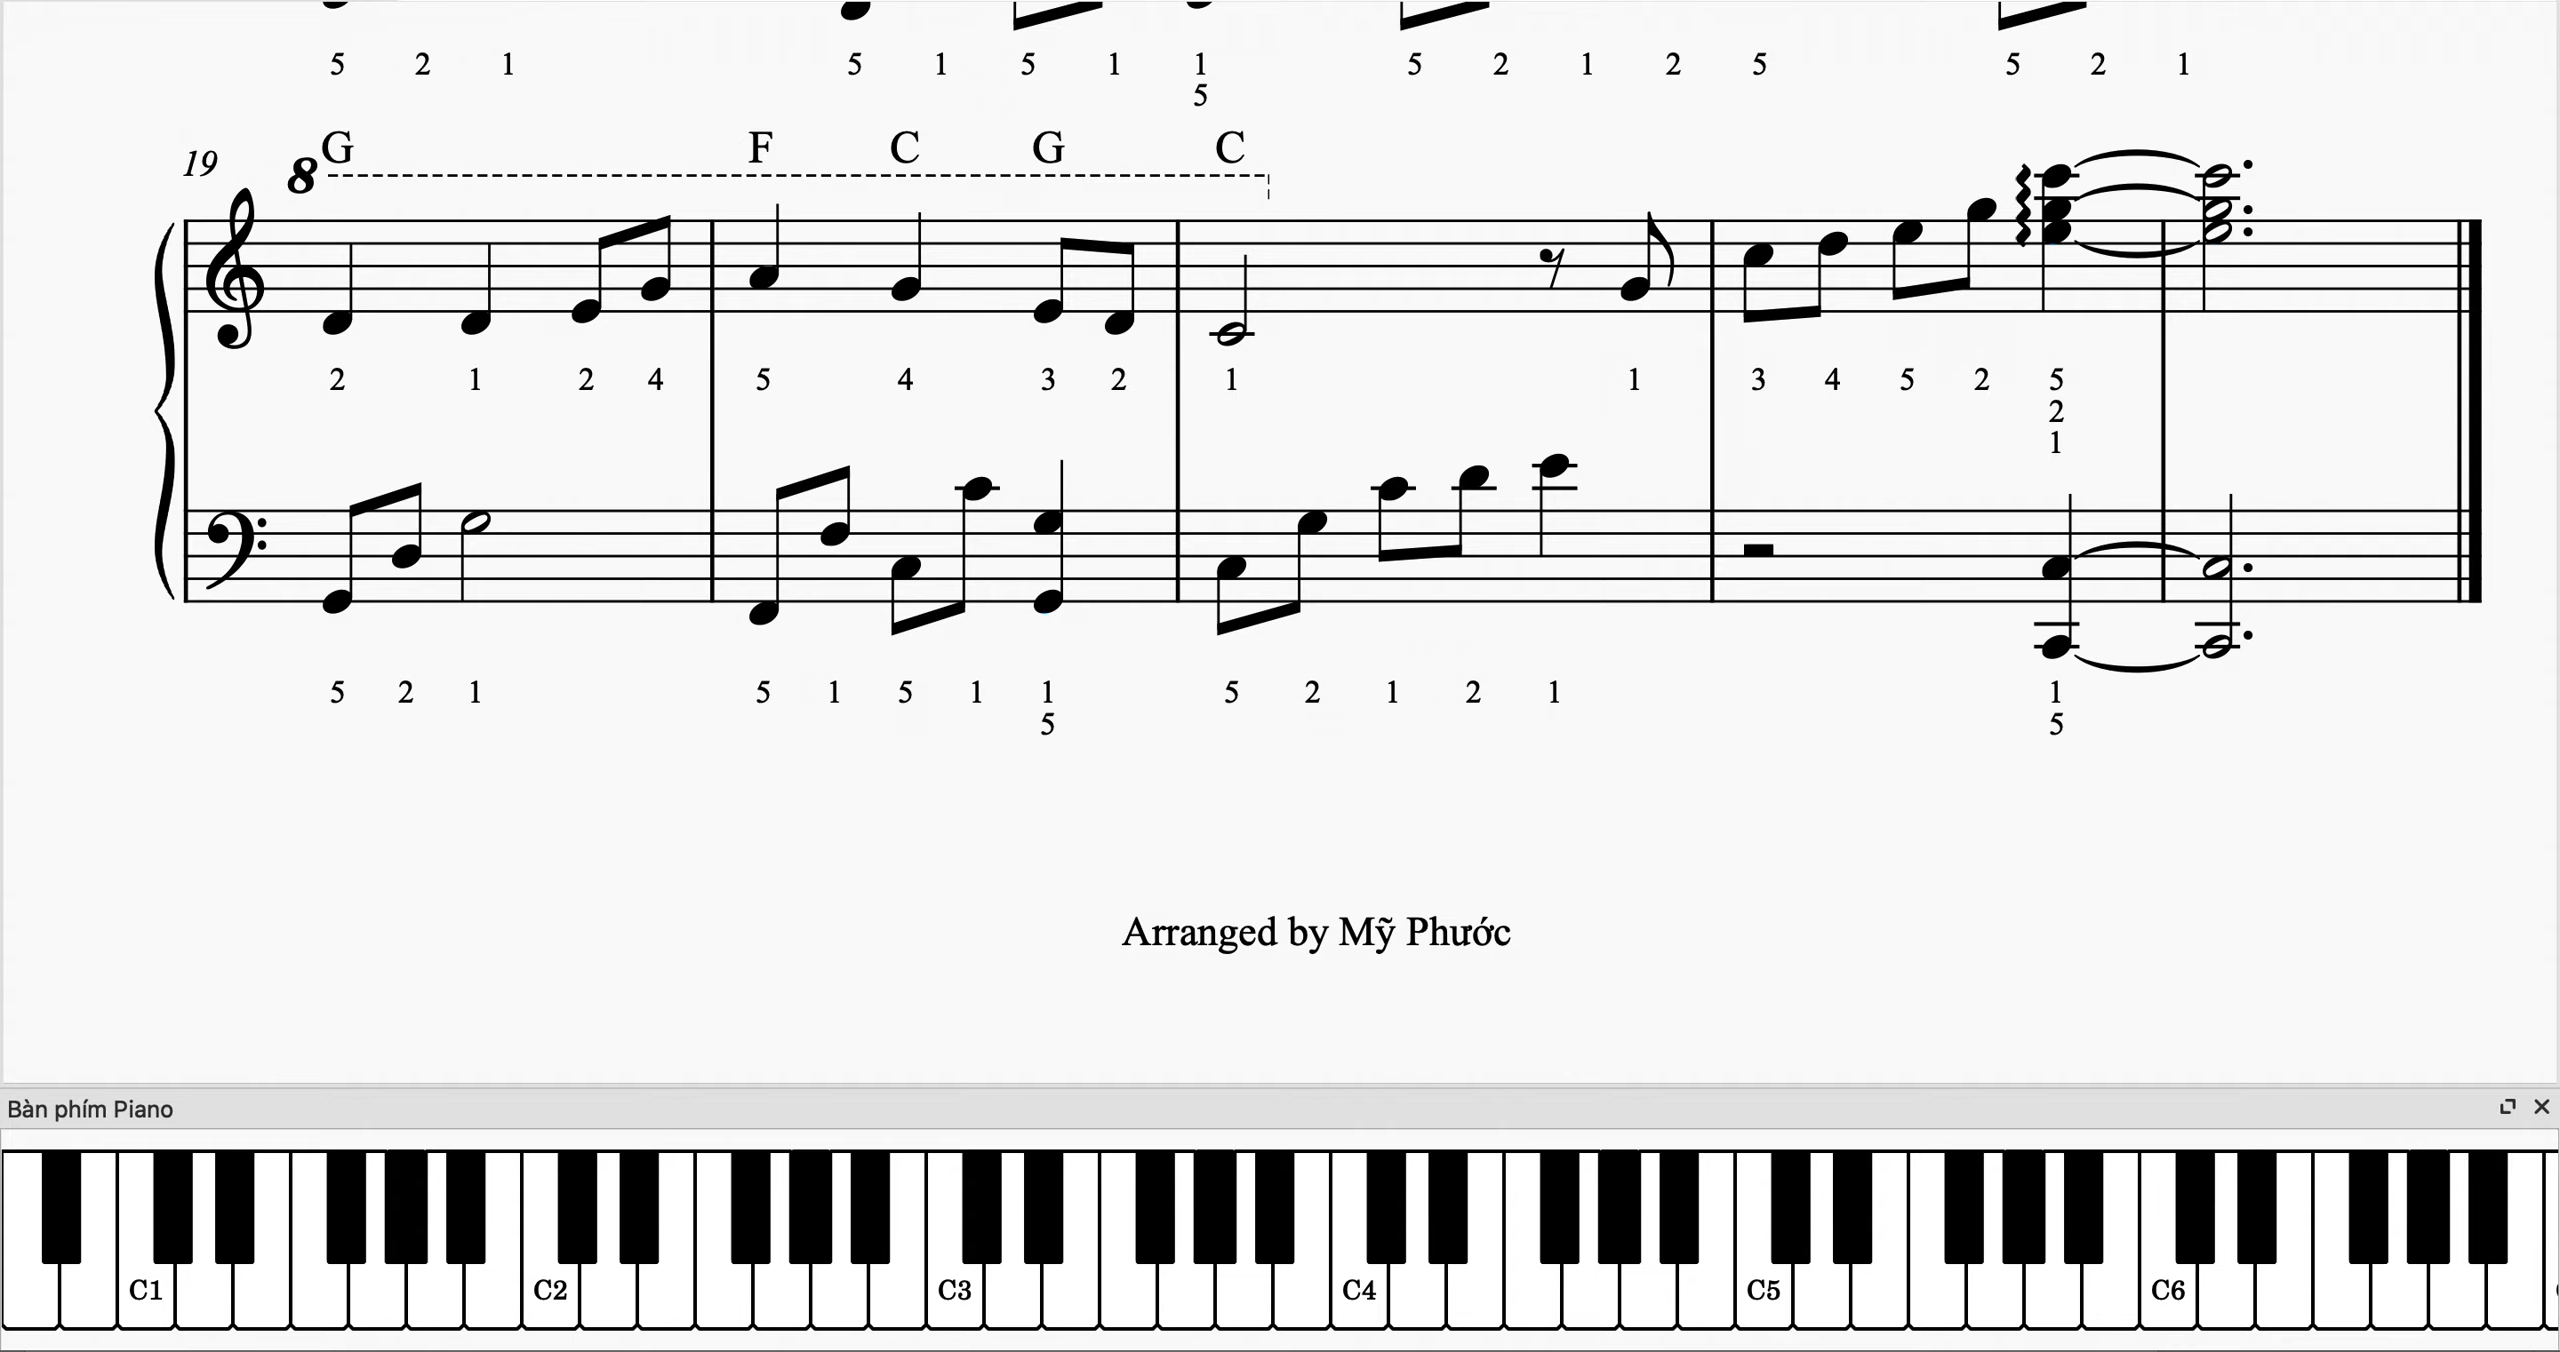 5 2 1 5 1 5 1 1 5 2 1 2 5 5 2 1
5
19 8 G F C G C
2 1 2 4 5 4 3 2 1 1 3 4 5 2 5
2
1
5 2 1 5 1 5 1 1 5 2 1 2 1 1
5 5
Arranged by Mỹ Phước
Bàn phím Piano
C1 C2 C3 C4 C5 C6